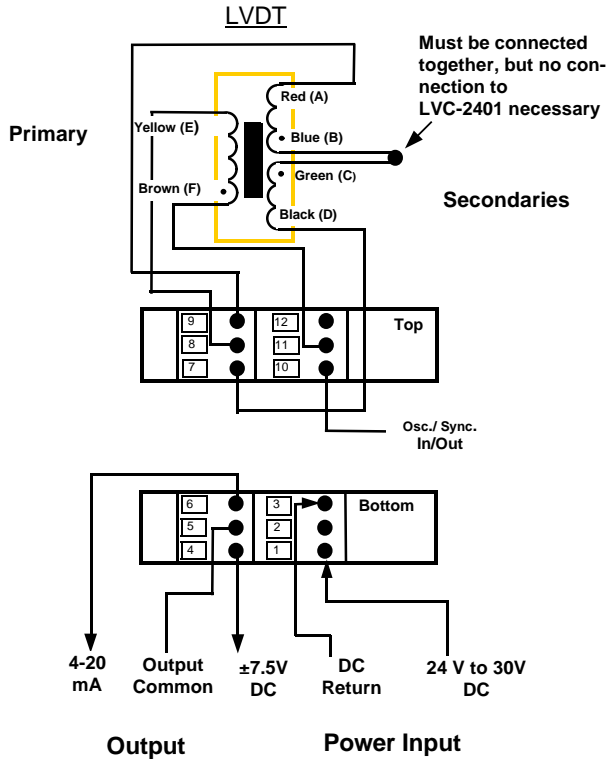 LVDT
Must be connected
together, but no con-
nection to
LVC-2401 necessary
Primary
Red (A)
Yellow (E)
Blue (B)
Green (C)
Brown (F)
Black (D)
Secondaries
9
12
Top
8
11
7
10
Osc./ Sync.
In/Out
6
3
Bottom
5
2
4
1
4-20
mA
Output
Common
±7.5V
DC
DC
Return
24 V to 30V
DC
Output
Power Input